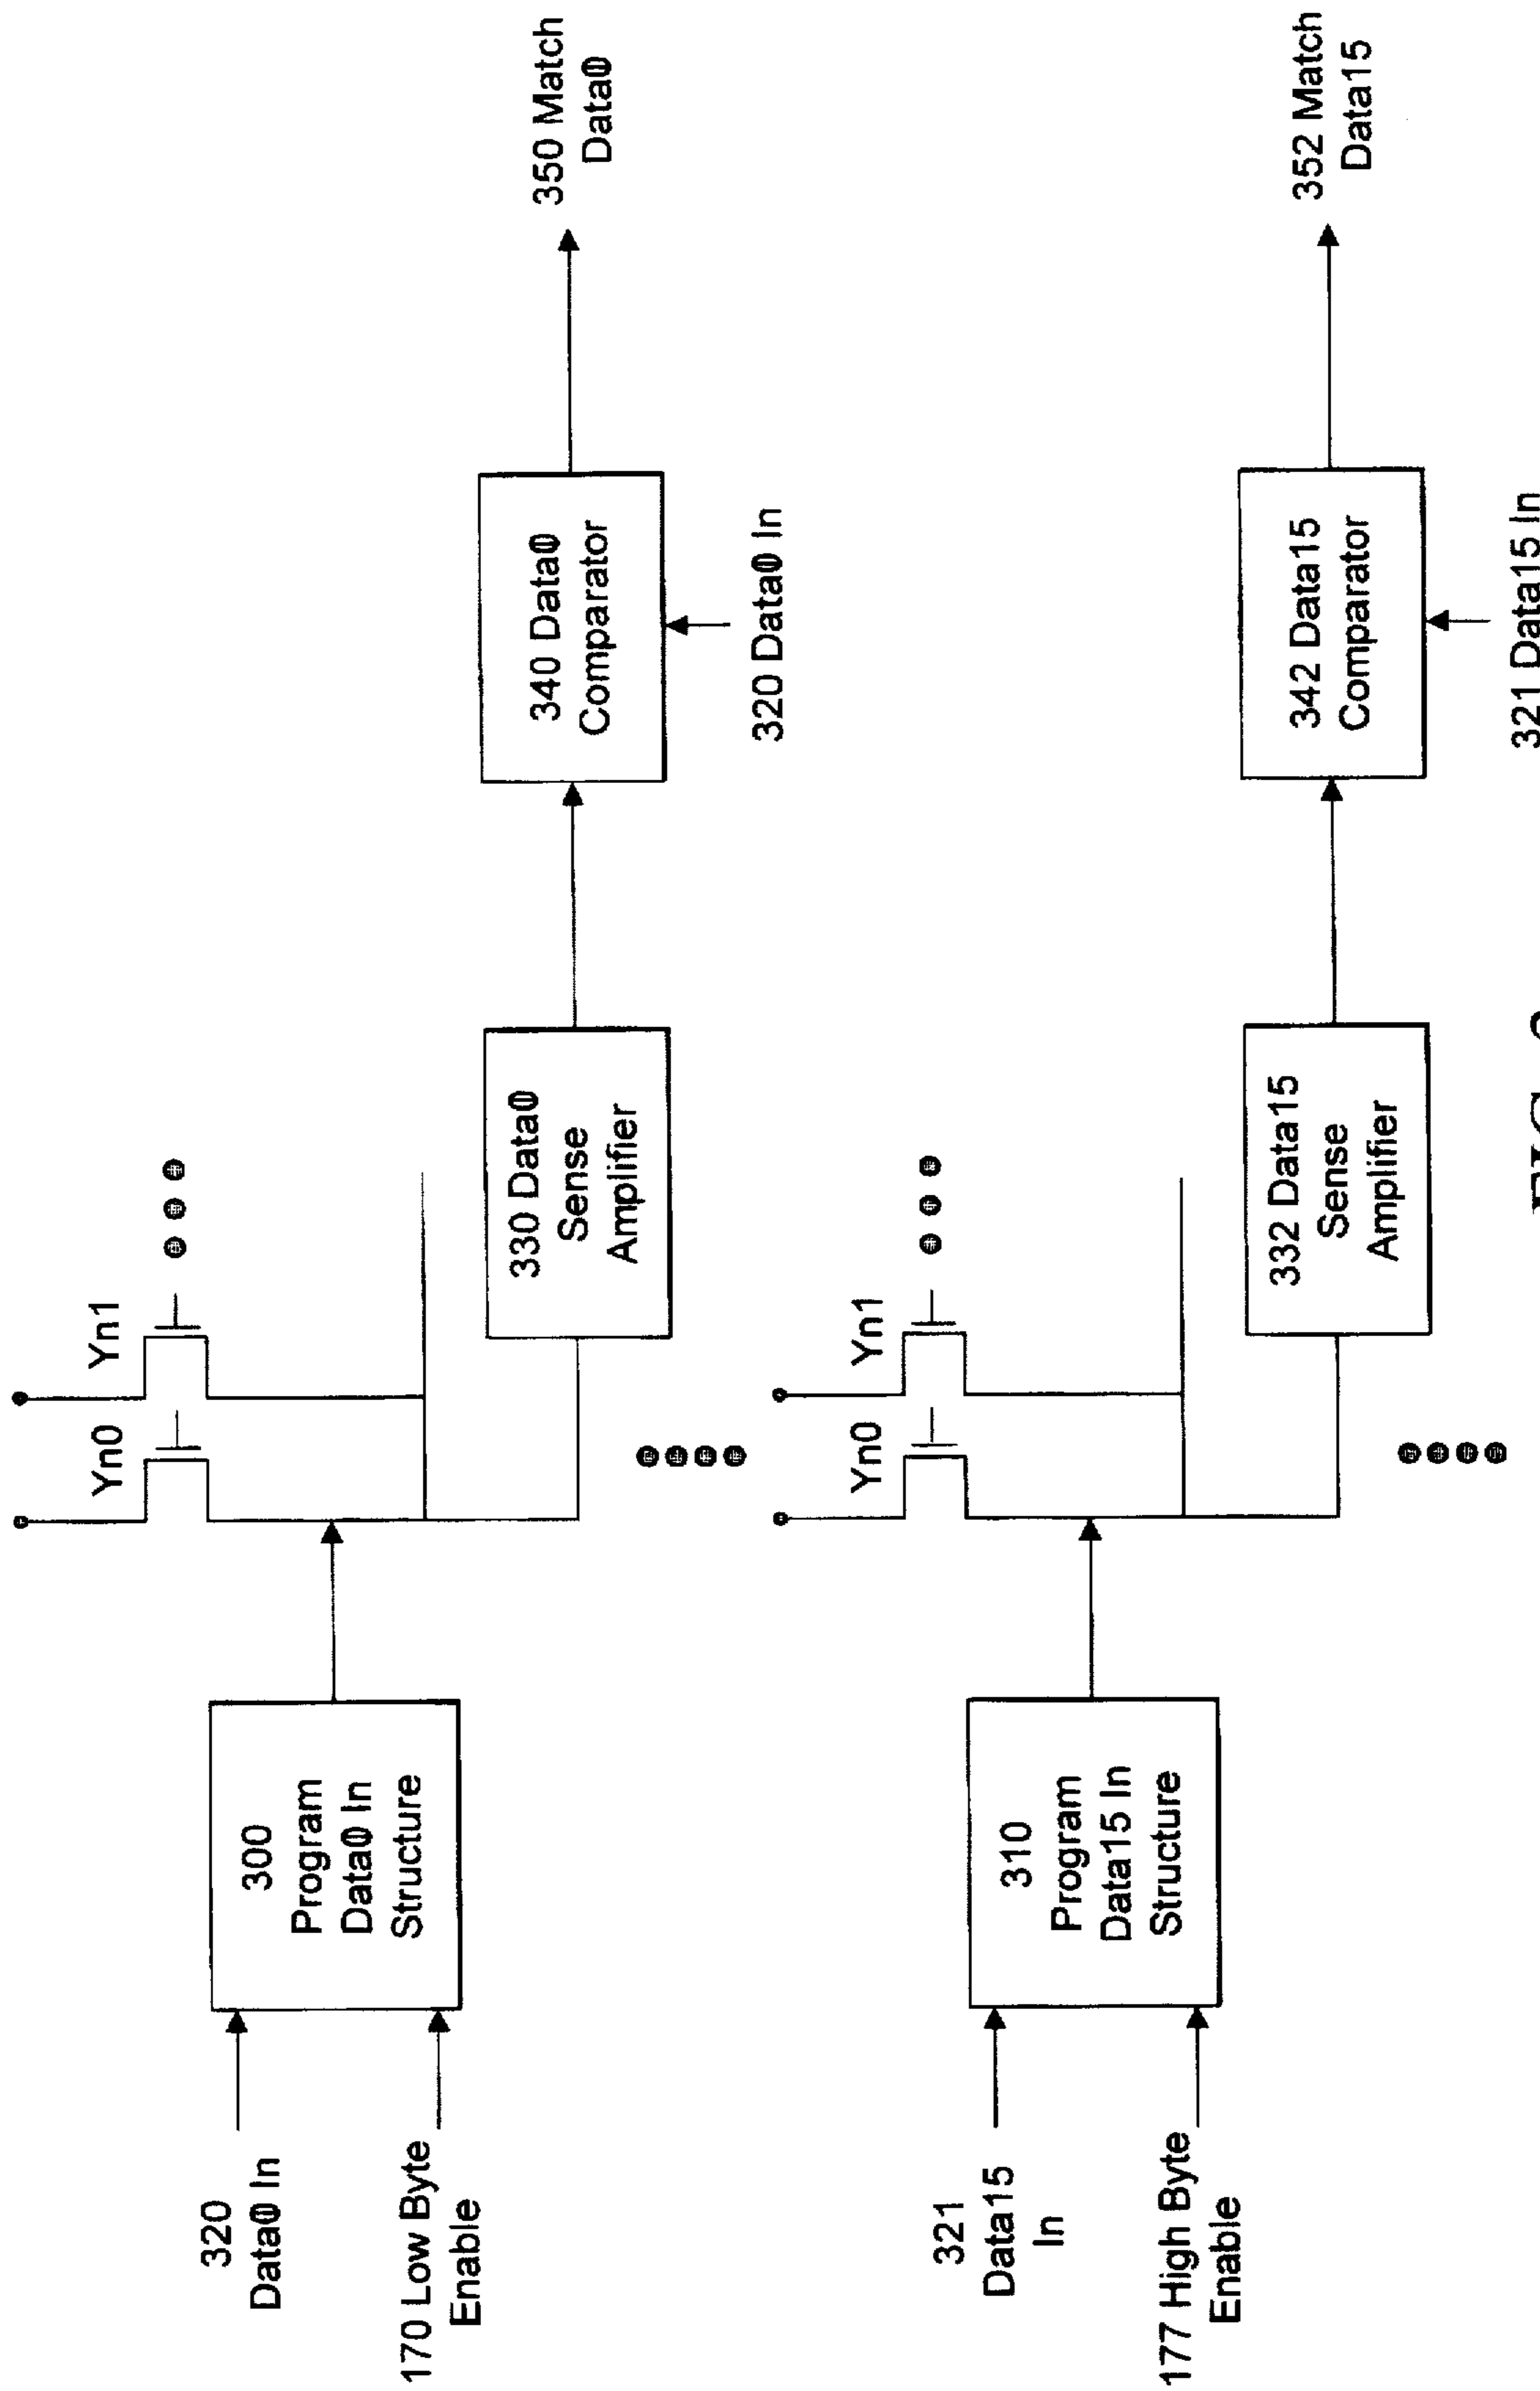 320
Data0 In
170 Low Byte
Enable
300
Program
Data0 In
Structure
Yn0
Yn1
330 Data0
Sense
Amplifier
340 Data0
Comparator
320 Data0 In
350 Match
Data0
321
Data15
In
177 High Byte
Enable
310
Program
Data15 In
Structure
Yn0
Yn1
332 Data15
Sense
Amplifier
342 Data15
Comparator
321 Data15 In
352 Match
Data15
FIG.